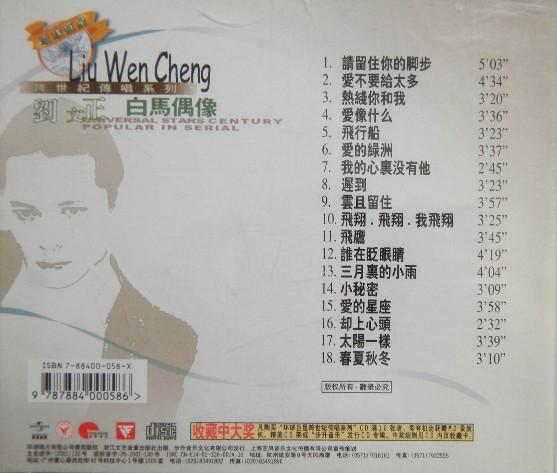 Liu Wen Cheng
跨世紀傳唱系列
劉文正 白馬偶像
UNIVERSAL STARS CENTURY
POPULAR IN SERIAL
1. 請留住你的脚步 5'03"
2. 愛不要給太多 4'34"
3. 熱綫你和我 3'20"
4. 愛像什么 3'36"
5. 飛行船 3'23"
6. 愛的綠洲 3'37"
7. 我的心裏没有他 2'45"
8. 遲到 3'23"
9. 雲且留住 3'57"
10. 飛翔．飛翔．我飛翔 3'25"
11. 飛鷹 3'45"
12. 誰在眨眼睛 4'19"
13. 三月裏的小雨 4'04"
14. 小秘密 3'09"
15. 愛的星座 3'58"
16. 却上心頭 2'32"
17. 太陽一樣 3'39"
18. 春夏秋冬 3'10"
版权所有·翻录必究
ISBN 7-88400-058-X
9 787884 000586
收藏中大奖